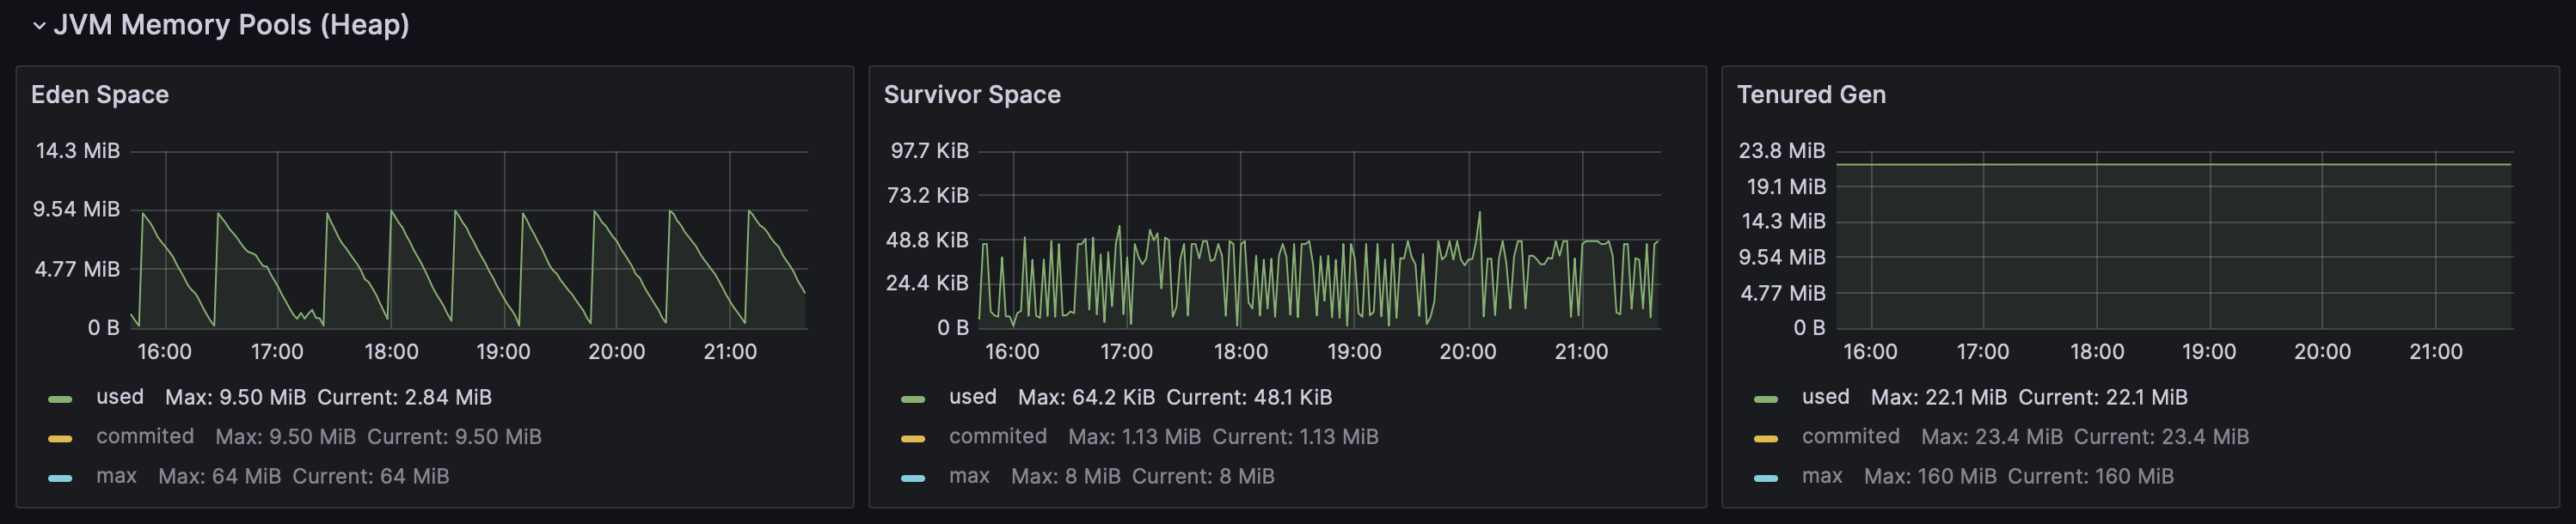 JVM Memory Pools (Heap)
Eden Space
14.3 MiB
9.54 MiB
4.77 MiB
0 B
16:00 17:00 18:00 19:00 20:00 21:00
used Max: 9.50 MiB Current: 2.84 MiB
commited Max: 9.50 MiB Current: 9.50 MiB
max Max: 64 MiB Current: 64 MiB
Survivor Space
97.7 KiB
73.2 KiB
48.8 KiB
24.4 KiB
0 B
16:00 17:00 18:00 19:00 20:00 21:00
used Max: 64.2 KiB Current: 48.1 KiB
commited Max: 1.13 MiB Current: 1.13 MiB
max Max: 8 MiB Current: 8 MiB
Tenured Gen
23.8 MiB
19.1 MiB
14.3 MiB
9.54 MiB
4.77 MiB
0 B
16:00 17:00 18:00 19:00 20:00 21:00
used Max: 22.1 MiB Current: 22.1 MiB
commited Max: 23.4 MiB Current: 23.4 MiB
max Max: 160 MiB Current: 160 MiB